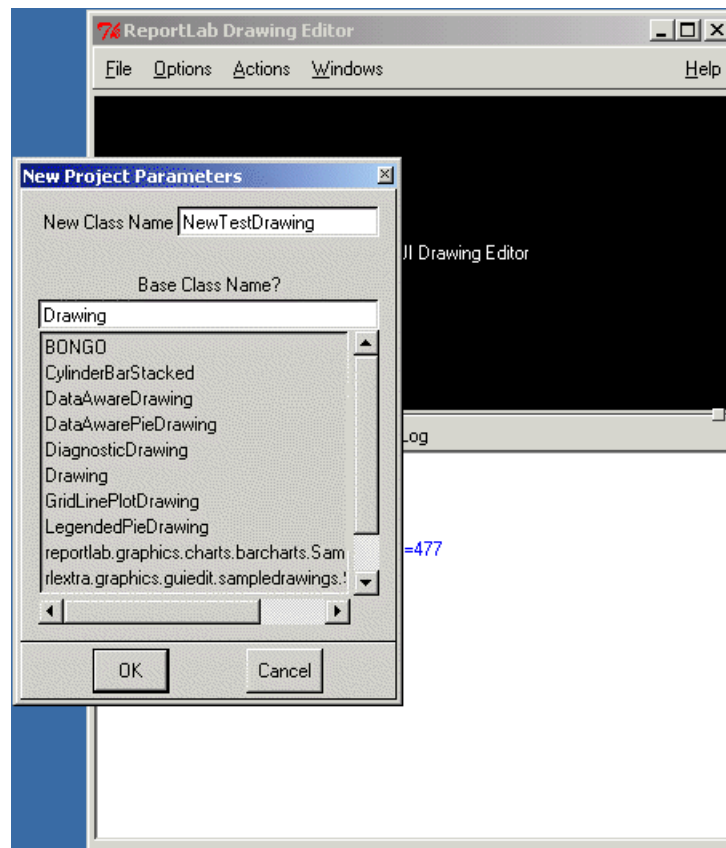 ReportLab Drawing Editor
File Options Actions Windows Help
New Project Parameters
New Class Name NewTestDrawing
UI Drawing Editor
Base Class Name?
Drawing
BONGO
CylinderBarStacked
DataAwareDrawing
DataAwarePieDrawing
DiagnosticDrawing
Drawing
GridLinePlotDrawing
LegendedPieDrawing
reportlab.graphics.charts.barcharts.Sam
rlextra.graphics.guiedit.sampledrawings.
Log
=477
OK Cancel